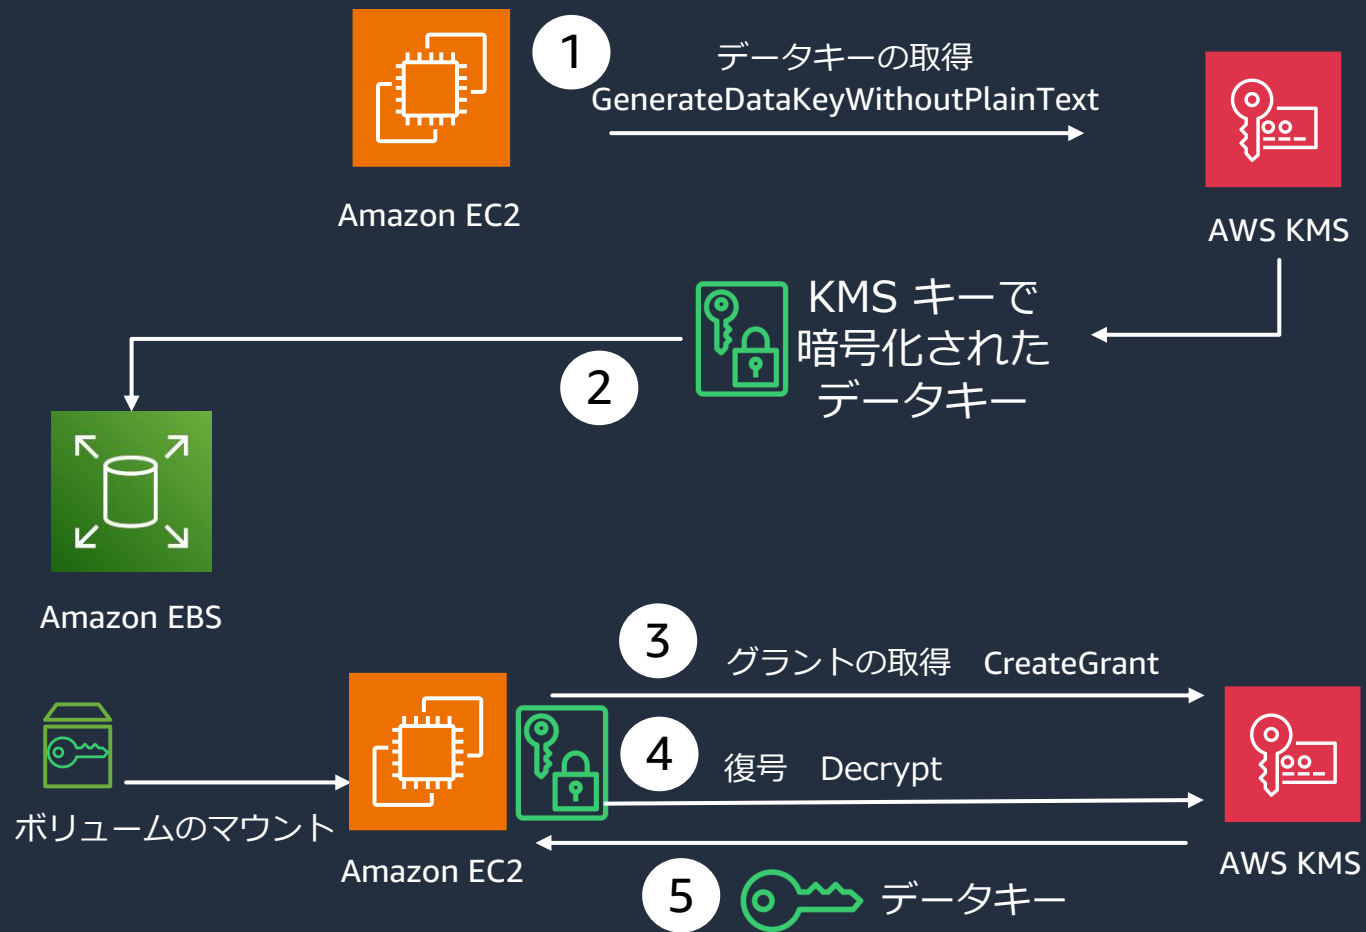 1
データキーの取得
GenerateDataKeyWithoutPlainText
Amazon EC2
AWS KMS
KMS キーで
暗号化された
データキー
2
Amazon EBS
3
グラントの取得　CreateGrant
4
復号　Decrypt
ボリュームのマウント
Amazon EC2
AWS KMS
5
データキー